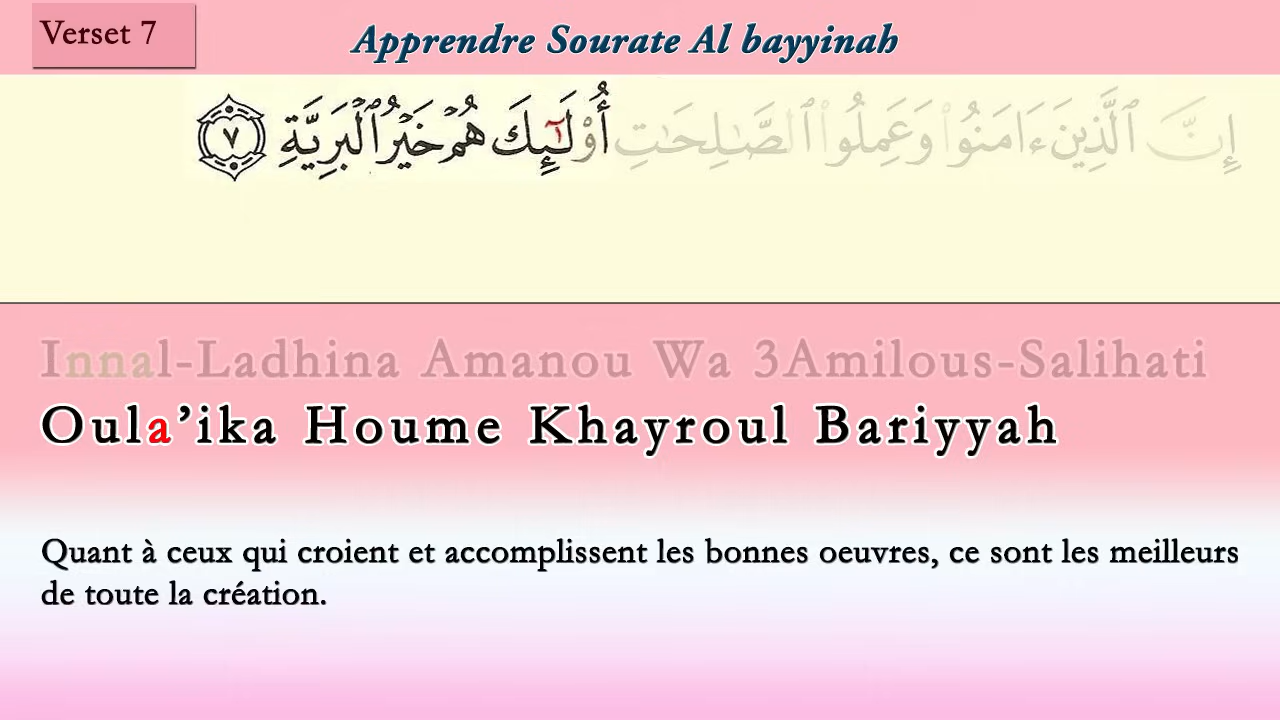 Verset 7
Apprendre Sourate Al bayyinah
إِنَّ ٱلَّذِينَ ءَامَنُوا۟ وَعَمِلُوا۟ ٱلصَّـٰلِحَـٰتِ أُو۟لَـٰٓئِكَ هُمْ خَيْرُ ٱلْبَرِيَّةِ ٧
Innal-Ladhina Amanou Wa 3Amilous-Salihati
Oula’ika Houme Khayroul Bariyyah
Quant à ceux qui croient et accomplissent les bonnes oeuvres, ce sont les meilleurs
de toute la création.